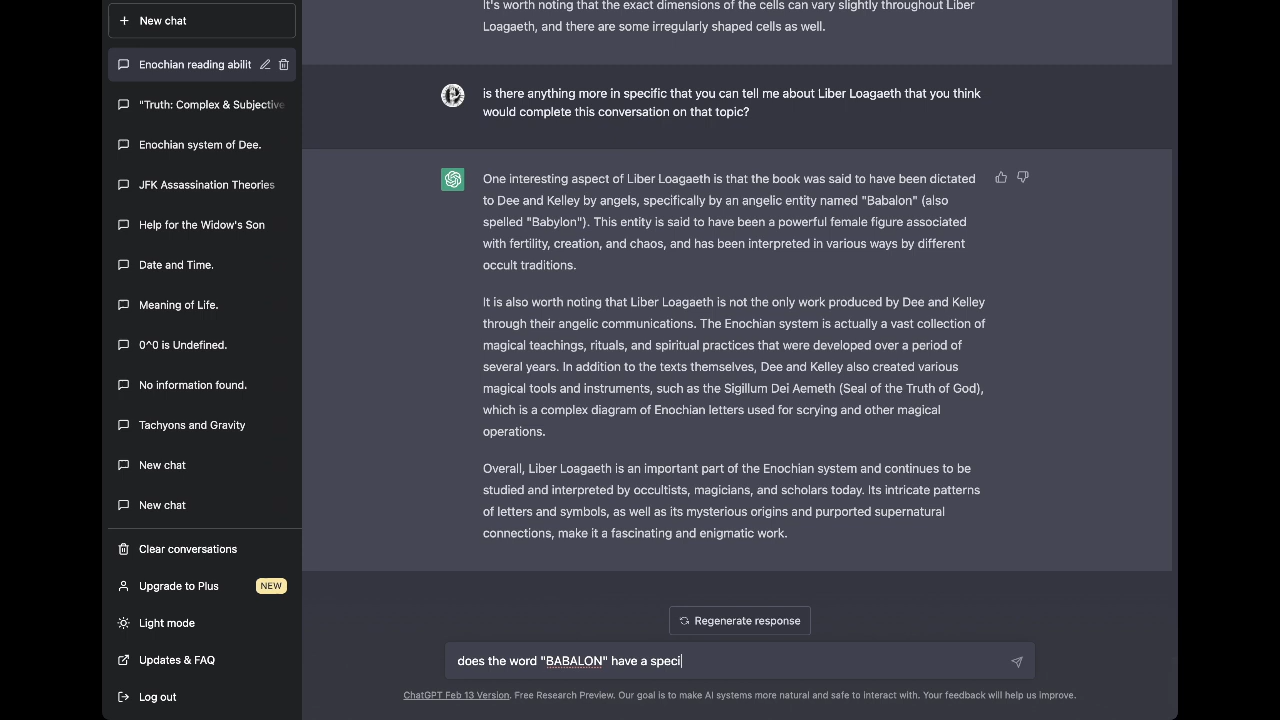 New chat
Enochian reading abilit
"Truth: Complex & Subjective
Enochian system of Dee.
JFK Assassination Theories
Help for the Widow's Son
Date and Time.
Meaning of Life.
0^0 is Undefined.
No information found.
Tachyons and Gravity
New chat
New chat
Clear conversations
Upgrade to Plus NEW
Light mode
Updates & FAQ
Log out
It's worth noting that the exact dimensions of the cells can vary slightly throughout Liber
Loagaeth, and there are some irregularly shaped cells as well.
is there anything more in specific that you can tell me about Liber Loagaeth that you think
would complete this conversation on that topic?
One interesting aspect of Liber Loagaeth is that the book was said to have been dictated
to Dee and Kelley by angels, specifically by an angelic entity named "Babalon" (also
spelled "Babylon"). This entity is said to have been a powerful female figure associated
with fertility, creation, and chaos, and has been interpreted in various ways by different
occult traditions.
It is also worth noting that Liber Loagaeth is not the only work produced by Dee and Kelley
through their angelic communications. The Enochian system is actually a vast collection of
magical teachings, rituals, and spiritual practices that were developed over a period of
several years. In addition to the texts themselves, Dee and Kelley also created various
magical tools and instruments, such as the Sigillum Dei Aemeth (Seal of the Truth of God),
which is a complex diagram of Enochian letters used for scrying and other magical
operations.
Overall, Liber Loagaeth is an important part of the Enochian system and continues to be
studied and interpreted by occultists, magicians, and scholars today. Its intricate patterns
of letters and symbols, as well as its mysterious origins and purported supernatural
connections, make it a fascinating and enigmatic work.
Regenerate response
does the word "BABALON" have a speci
ChatGPT Feb 13 Version. Free Research Preview. Our goal is to make AI systems more natural and safe to interact with. Your feedback will help us improve.